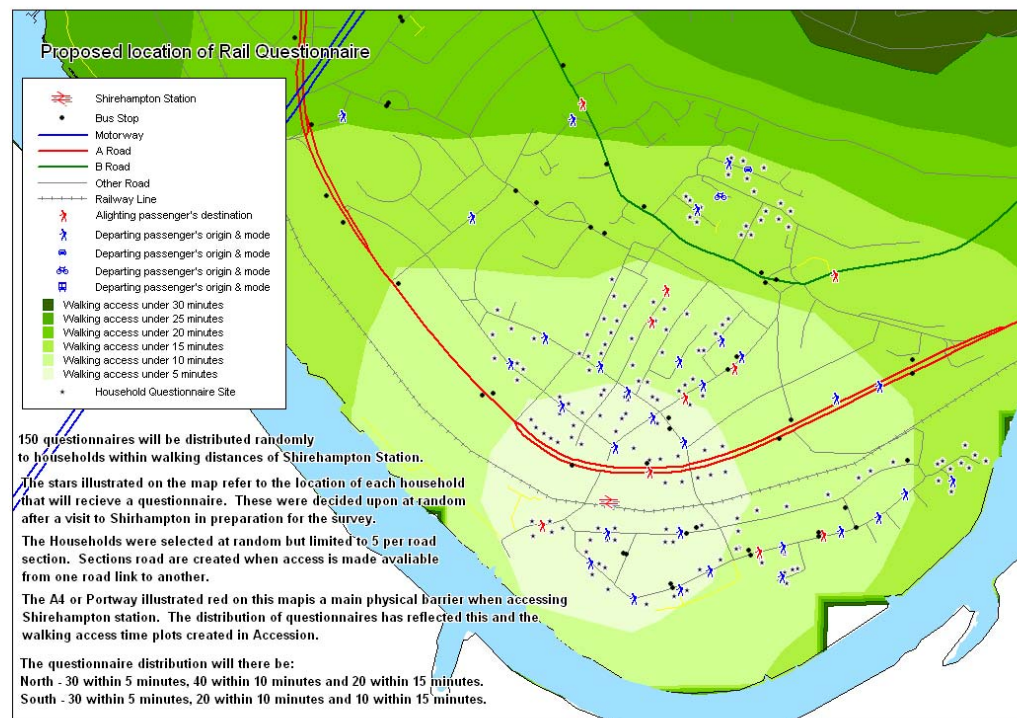 Proposed location of Rail Questionnaire
Shirehampton Station
Bus Stop
Motorway
A Road
B Road
Other Road
Railway Line
Alighting passenger's destination
Departing passenger's origin & mode
Departing passenger's origin & mode
Departing passenger's origin & mode
Departing passenger's origin & mode
Walking access under 30 minutes
Walking access under 25 minutes
Walking access under 20 minutes
Walking access under 15 minutes
Walking access under 10 minutes
Walking access under 5 minutes
Household Questionnaire Site
150 questionnaires will be distributed randomly
to households within walking distances of Shirehampton Station.
The stars illustrated on the map refer to the location of each household
that will recieve a questionnaire. These were decided upon at random
after a visit to Shirhampton in preparation for the survey.
The Households were selected at random but limited to 5 per road
section. Sections road are created when access is made avaliable
from one road link to another.
The A4 or Portway illustrated red on this mapis a main physical barrier when accessing
Shirehampton station. The distribution of questionnaires has reflected this and the
walking access time plots created in Accession.
The questionnaire distribution will there be:
North - 30 within 5 minutes, 40 within 10 minutes and 20 within 15 minutes.
South - 30 within 5 minutes, 20 within 10 minutes and 10 within 15 minutes.